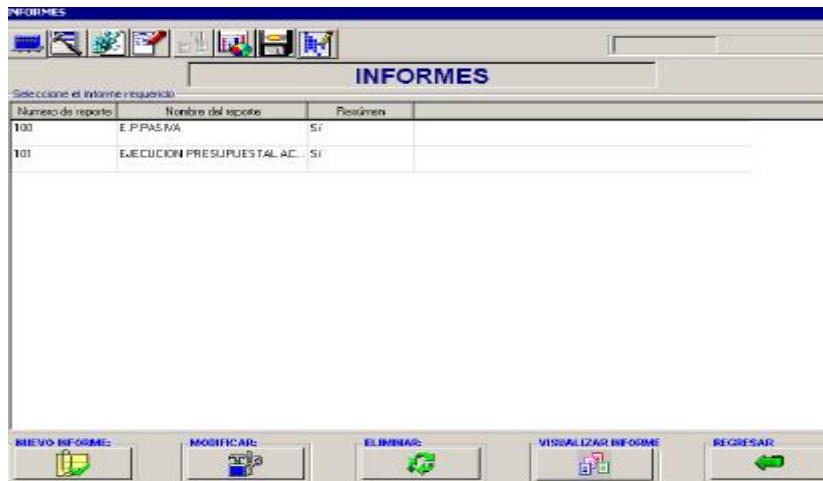 INFORMES
INFORMES
Seleccione el informe requerido
Numero de reporte Nombre del reporte Resúmen
100 E.P.PASIVA Sí
101 EJECUCION PRESUPUESTAL AC... Sí
NUEVO INFORME: MODIFICAR: ELIMINAR: VISUALIZAR INFORME REGRESAR